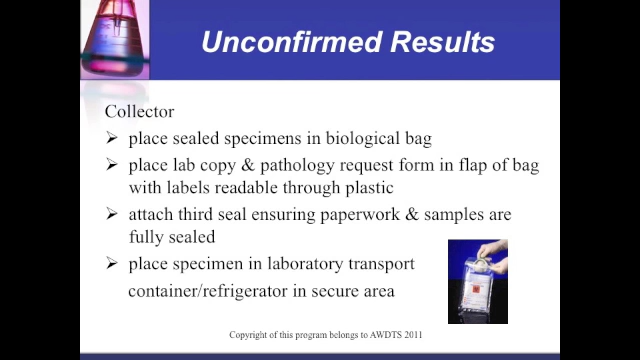 Unconfirmed Results
Collector
➢ place sealed specimens in biological bag
➢ place lab copy & pathology request form in flap of bag
with labels readable through plastic
➢ attach third seal ensuring paperwork & samples are
fully sealed
➢ place specimen in laboratory transport
container/refrigerator in secure area
Copyright of this program belongs to AWDTS 2011